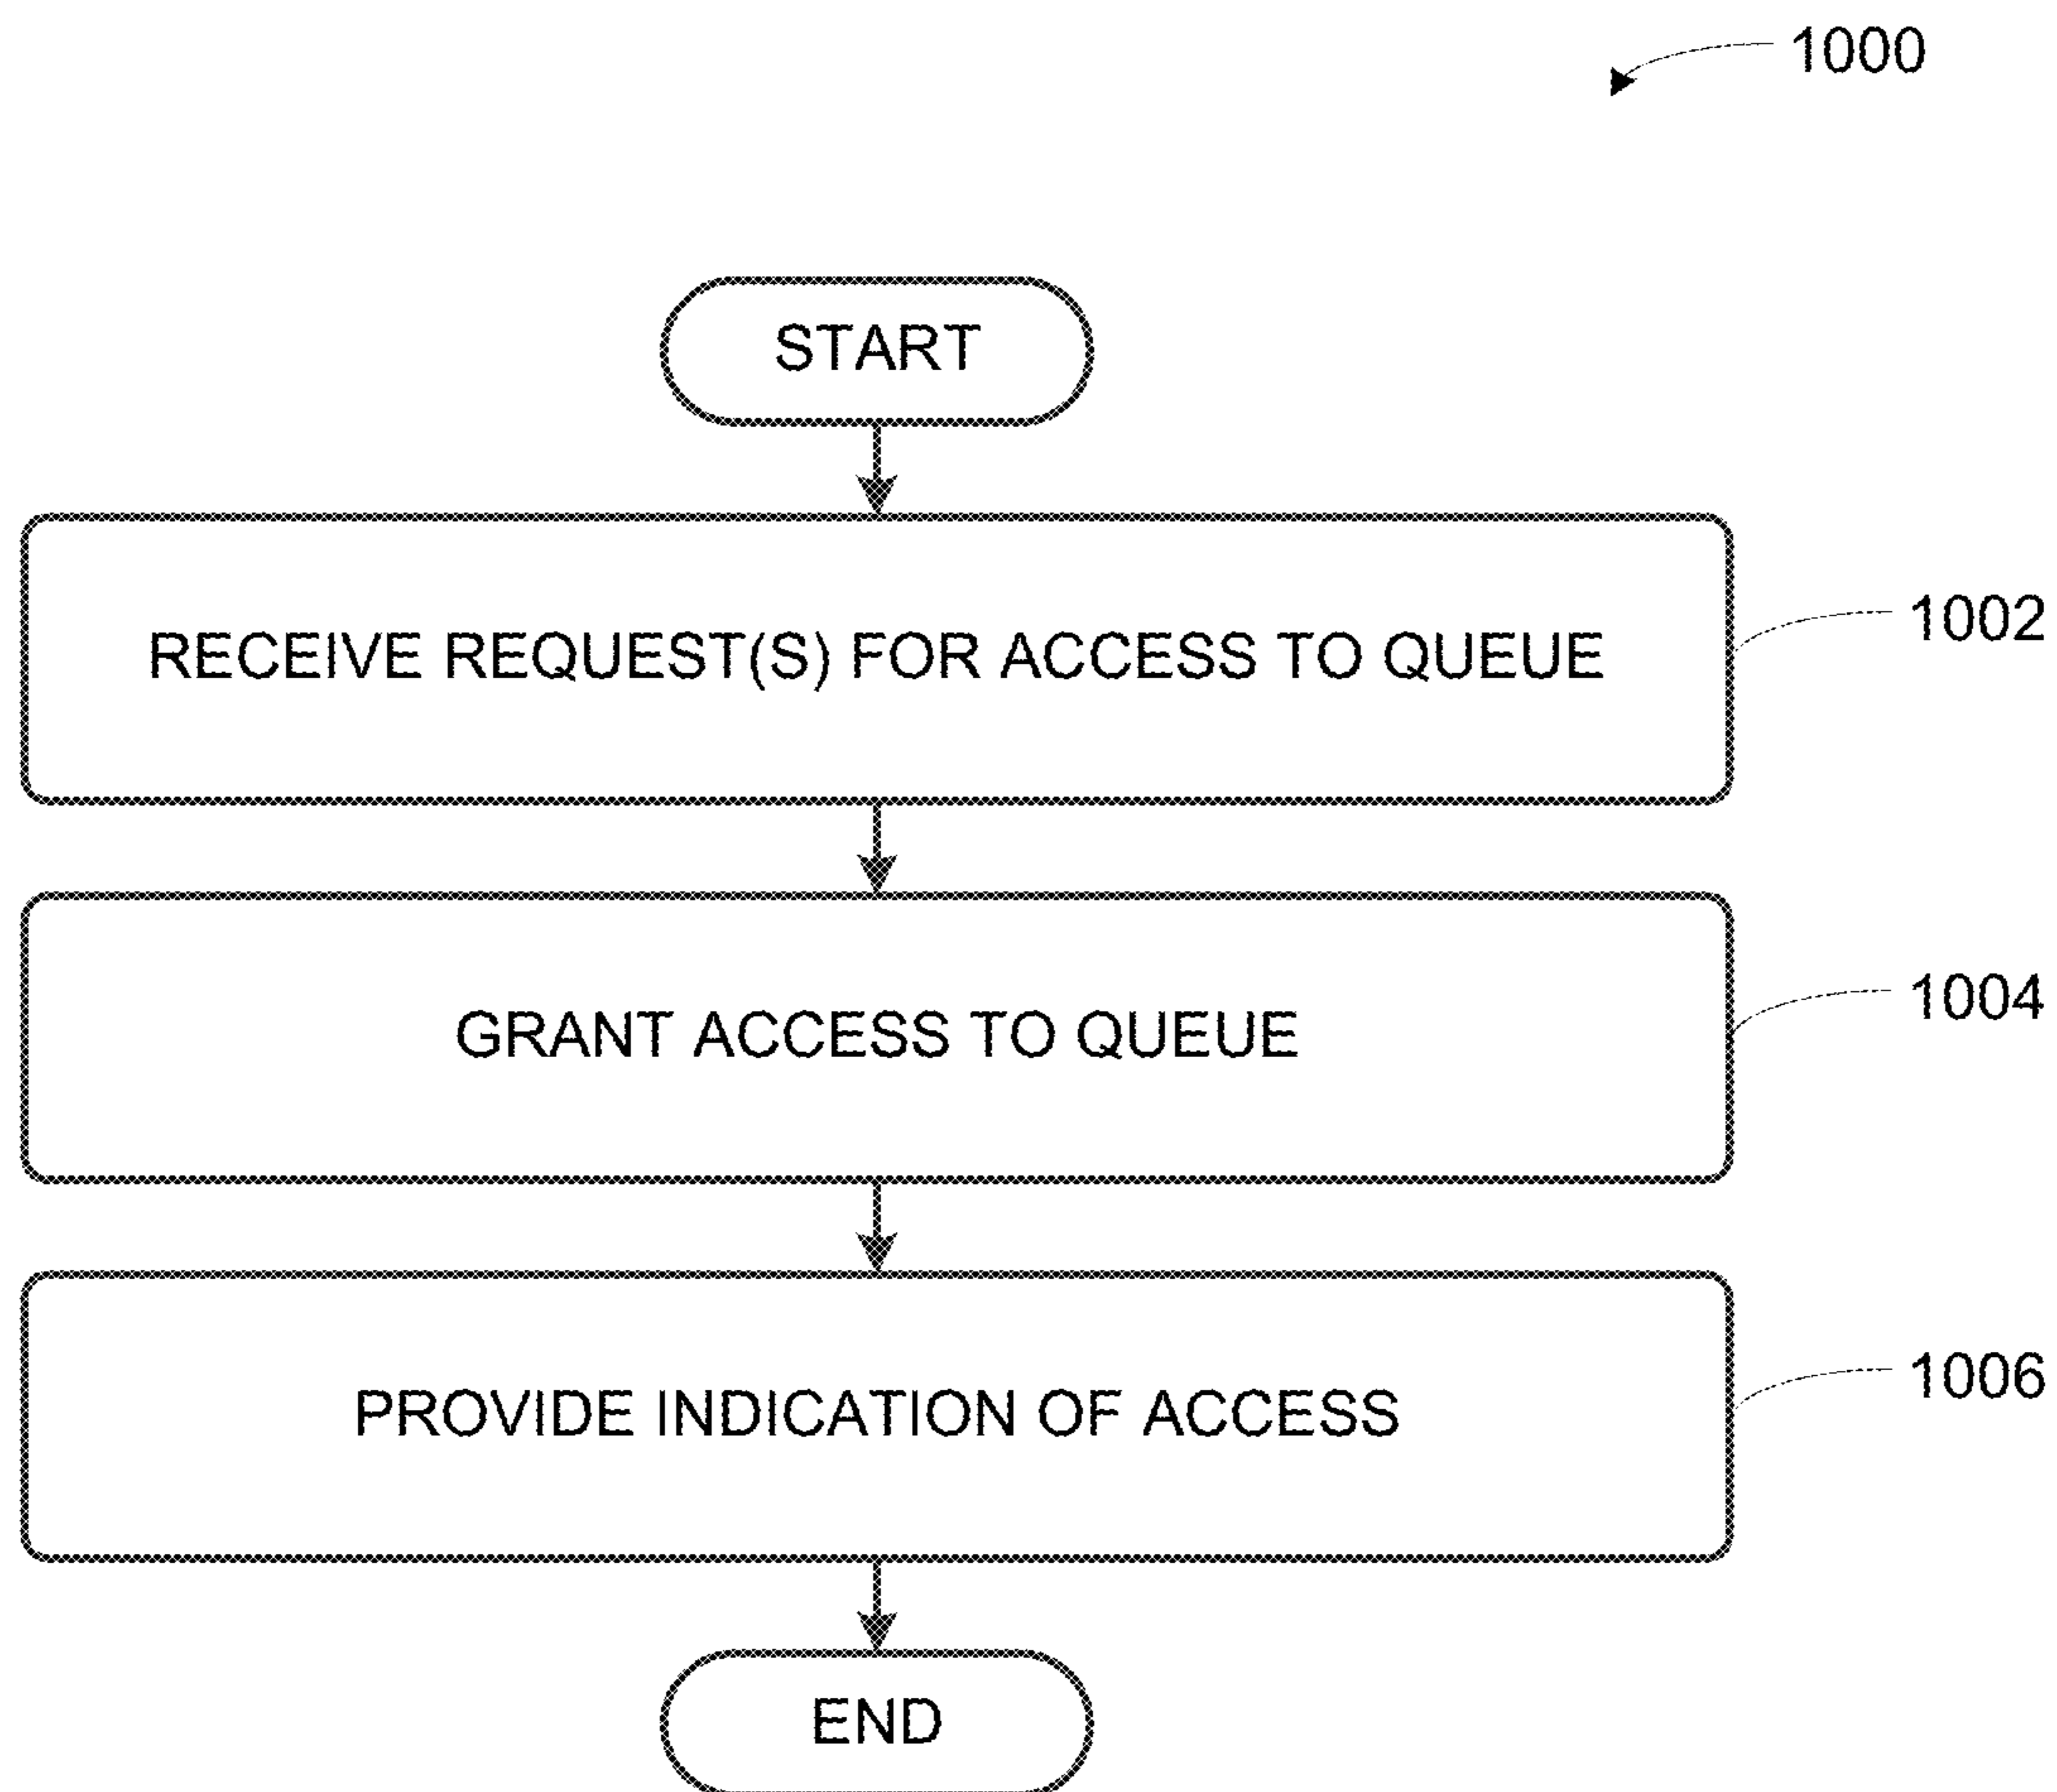 1000
START
RECEIVE REQUEST(S) FOR ACCESS TO QUEUE
1002
GRANT ACCESS TO QUEUE
1004
PROVIDE INDICATION OF ACCESS
1006
END